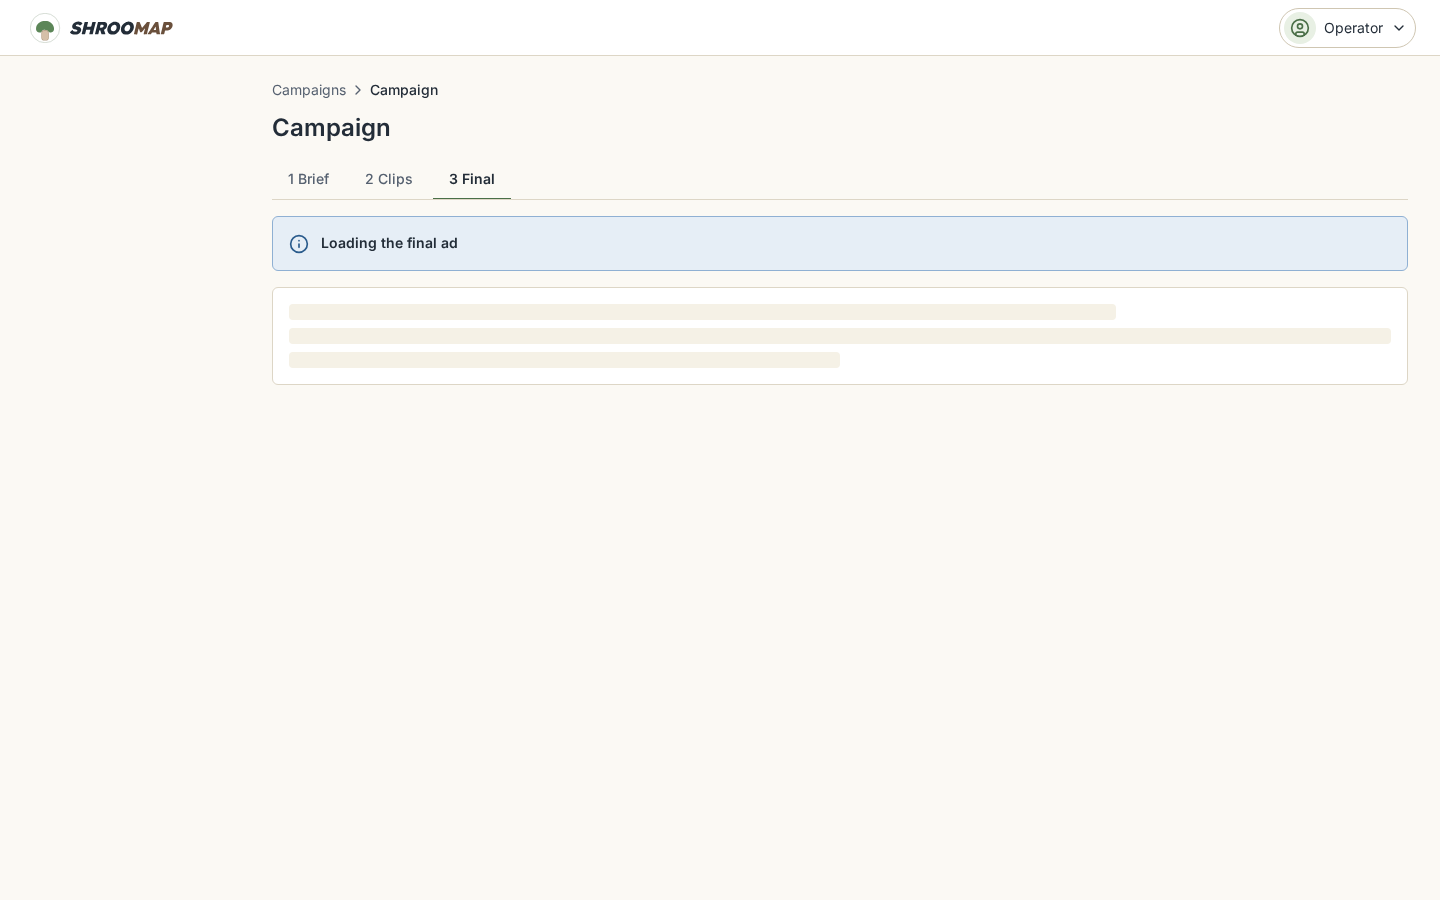 SHROOMAP
Operator
Campaigns Campaign
Campaign
1 Brief 2 Clips 3 Final
Loading the final ad